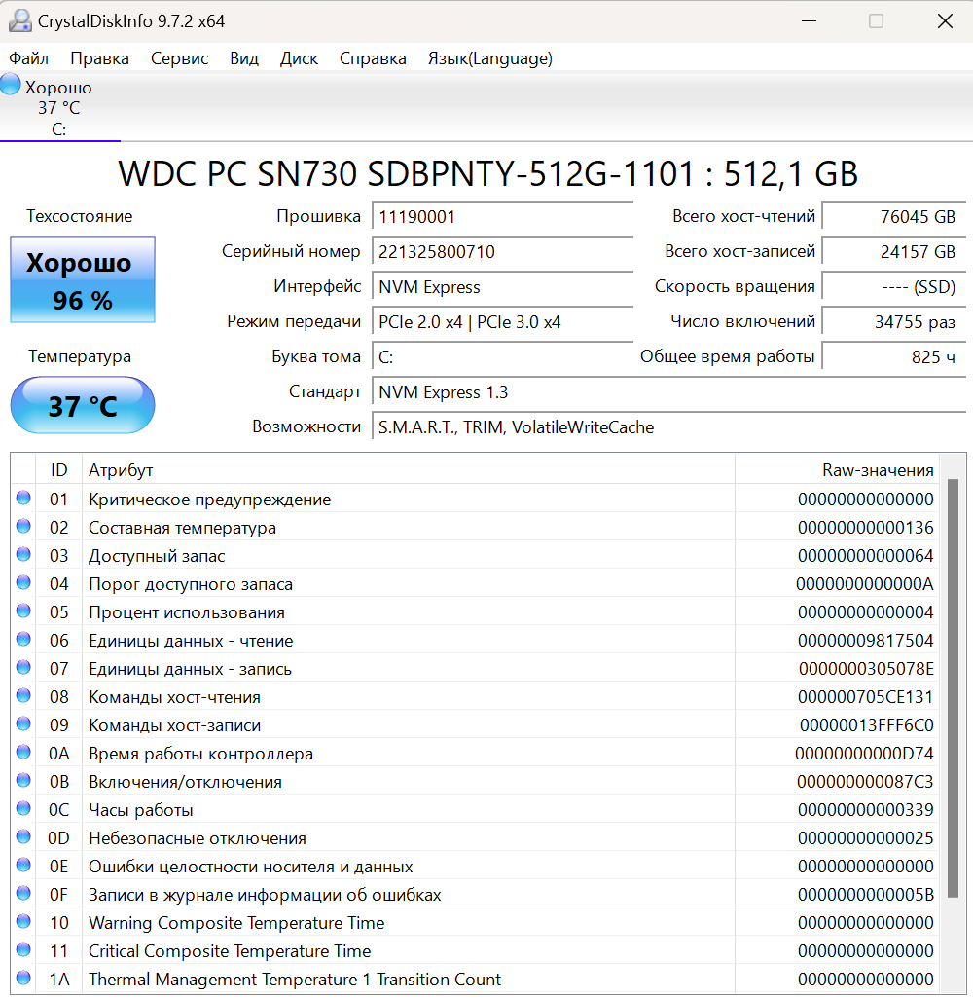 CrystalDiskInfo 9.7.2 x64
Файл Правка Сервис Вид Диск Справка Язык(Language)
Хорошо
37 °C
C:
WDC PC SN730 SDBPNTY-512G-1101 : 512,1 GB
Техсостояние
Хорошо
96 %
Температура
37 °C
Прошивка 11190001
Серийный номер 221325800710
Интерфейс NVM Express
Режим передачи PCIe 2.0 x4 | PCIe 3.0 x4
Буква тома C:
Стандарт NVM Express 1.3
Возможности S.M.A.R.T., TRIM, VolatileWriteCache
Всего хост-чтений 76045 GB
Всего хост-записей 24157 GB
Скорость вращения ---- (SSD)
Число включений 34755 раз
Общее время работы 825 ч
ID Атрибут Raw-значения
01 Критическое предупреждение 00000000000000
02 Составная температура 00000000000136
03 Доступный запас 00000000000064
04 Порог доступного запаса 0000000000000A
05 Процент использования 00000000000004
06 Единицы данных - чтение 00000009817504
07 Единицы данных - запись 0000000305078E
08 Команды хост-чтения 000000705CE131
09 Команды хост-записи 00000013FFF6C0
0A Время работы контроллера 00000000000D74
0B Включения/отключения 000000000087C3
0C Часы работы 00000000000339
0D Небезопасные отключения 00000000000025
0E Ошибки целостности носителя и данных 00000000000000
0F Записи в журнале информации об ошибках 0000000000005B
10 Warning Composite Temperature Time 00000000000000
11 Critical Composite Temperature Time 00000000000000
1A Thermal Management Temperature 1 Transition Count 00000000000000